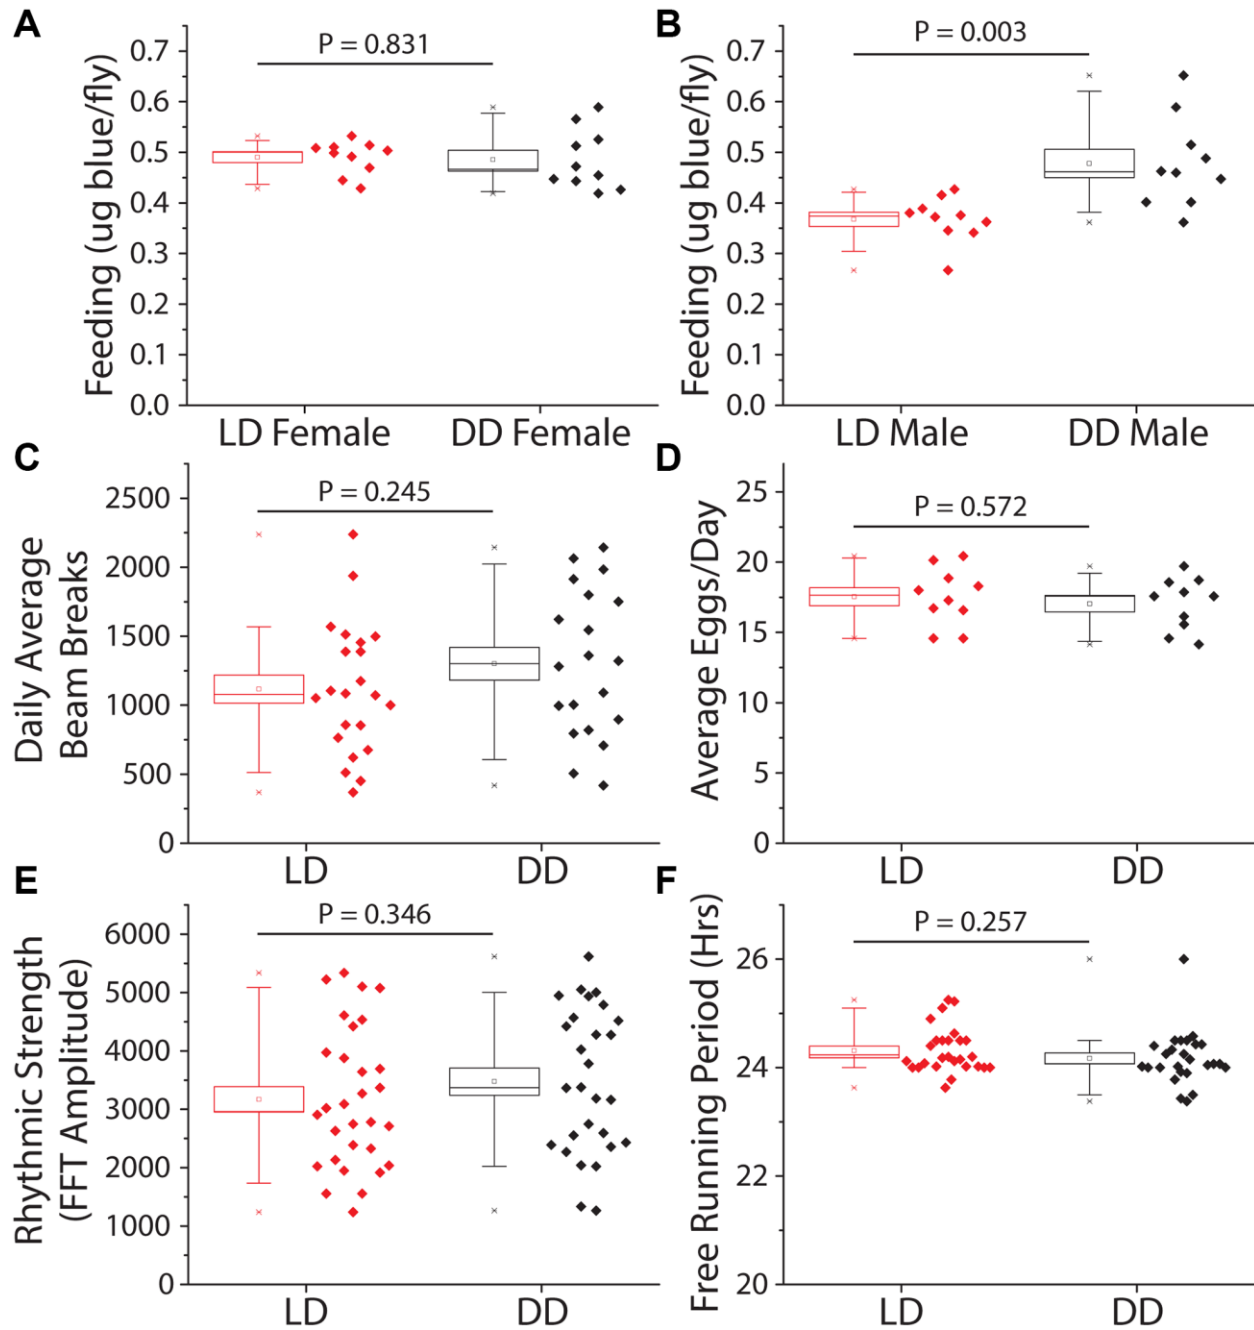 A
Feeding (ug blue/fly)
0.7
0.6
0.5
0.4
0.3
0.2
0.1
0.0
P = 0.831
LD Female
DD Female
B
Feeding (ug blue/fly)
0.7
0.6
0.5
0.4
0.3
0.2
0.1
0.0
P = 0.003
LD Male
DD Male
C
Daily Average
Beam Breaks
2500
2000
1500
1000
500
0
P = 0.245
LD
DD
D
Average Eggs/Day
25
20
15
10
5
0
P = 0.572
LD
DD
E
Rhythmic Strength
(FFT Amplitude)
6000
5000
4000
3000
2000
1000
0
P = 0.346
LD
DD
F
Free Running Period (Hrs)
26
24
22
20
P = 0.257
LD
DD